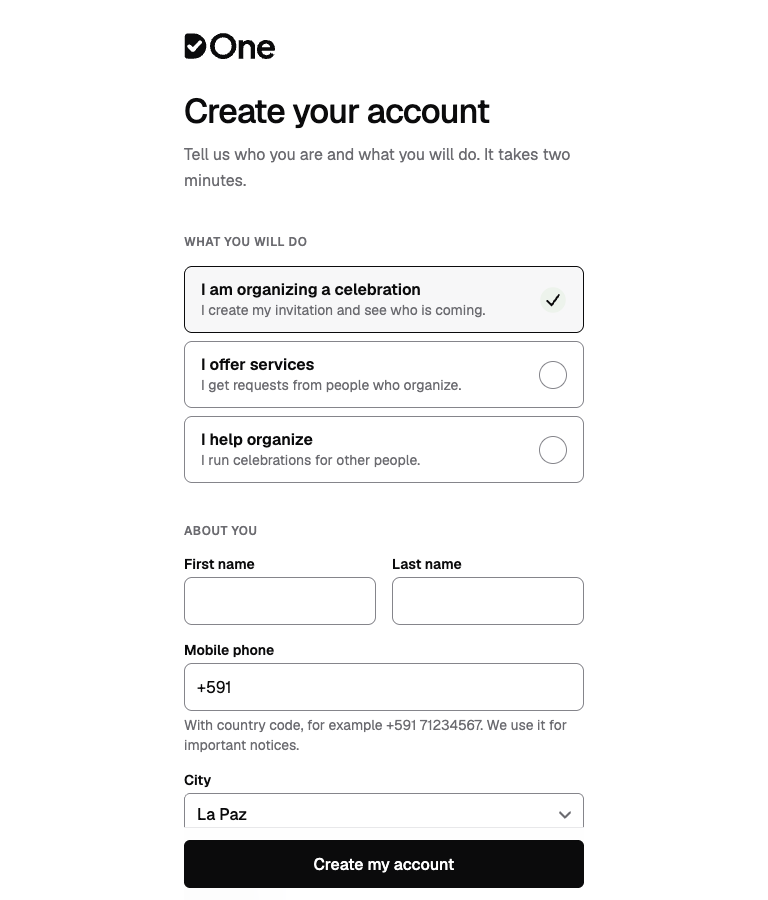 One
Create your account
Tell us who you are and what you will do. It takes two
minutes.
WHAT YOU WILL DO
I am organizing a celebration
I create my invitation and see who is coming.
I offer services
I get requests from people who organize.
I help organize
I run celebrations for other people.
ABOUT YOU
First name Last name
Mobile phone
+591
With country code, for example +591 71234567. We use it for
important notices.
City
La Paz
Create my account